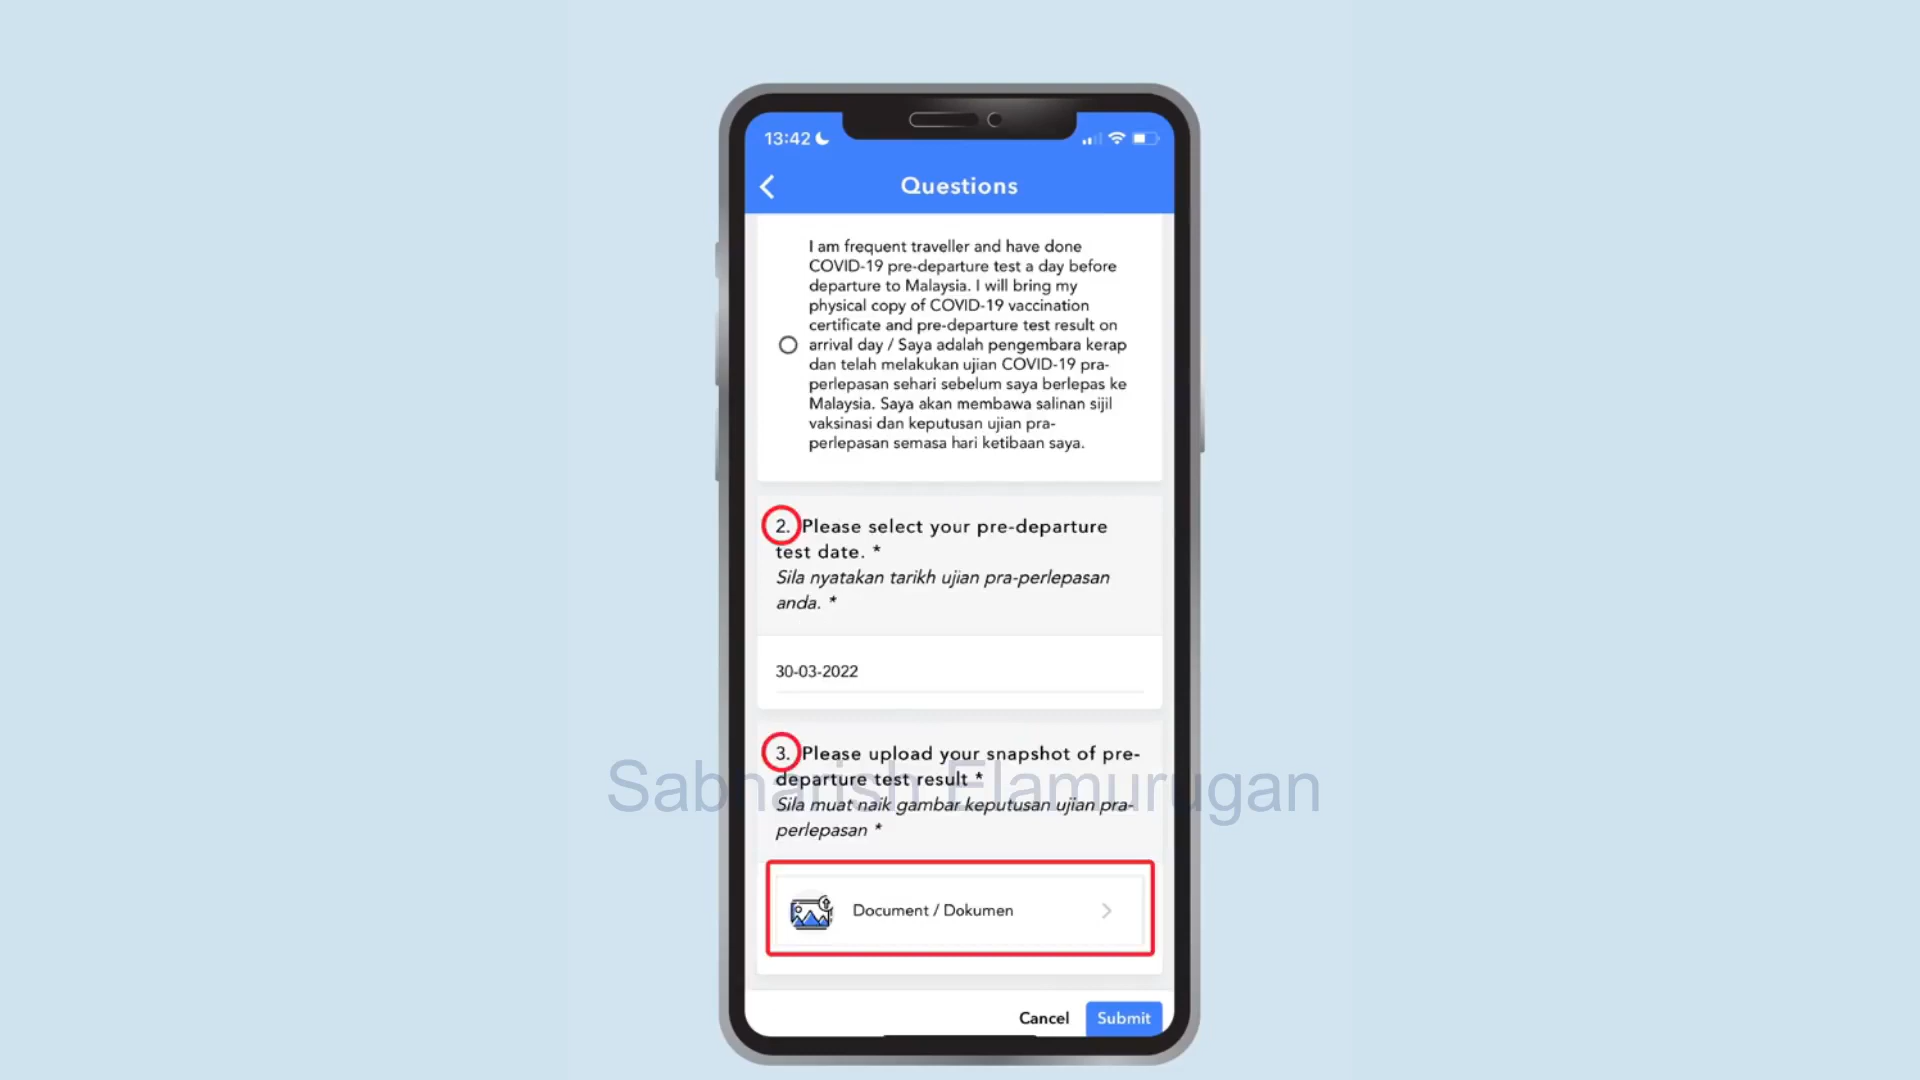 13:42
Questions
I am frequent traveller and have done
COVID-19 pre-departure test a day before
departure to Malaysia. I will bring my
physical copy of COVID-19 vaccination
certificate and pre-departure test result on
arrival day / Saya adalah pengembara kerap
dan telah melakukan ujian COVID-19 pra-
perlepasan sehari sebelum saya berlepas ke
Malaysia. Saya akan membawa salinan sijil
vaksinasi dan keputusan ujian pra-
perlepasan semasa hari ketibaan saya.
2. Please select your pre-departure
test date. *
Sila nyatakan tarikh ujian pra-perlepasan
anda. *
30-03-2022
3. Please upload your snapshot of pre-
departure test result *
Sila muat naik gambar keputusan ujian pra-
perlepasan *
Sabharish Elamurugan
Document / Dokumen
Cancel Submit